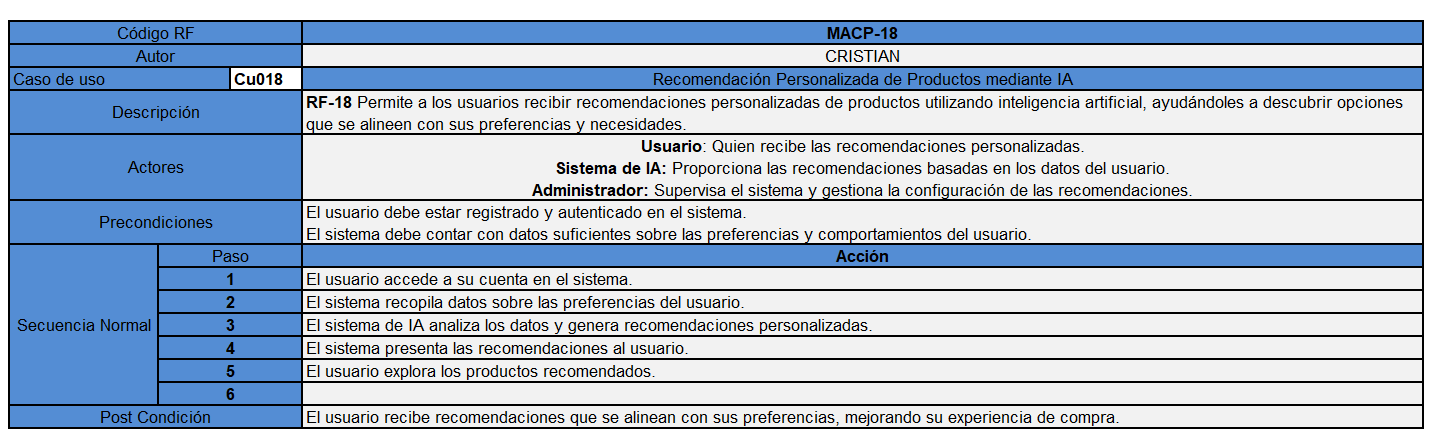 Código RF MACP-18
Autor CRISTIAN
Caso de uso Cu018 Recomendación Personalizada de Productos mediante IA
Descripción
RF-18 Permite a los usuarios recibir recomendaciones personalizadas de productos utilizando inteligencia artificial, ayudándoles a descubrir opciones
que se alineen con sus preferencias y necesidades.
Actores
Usuario: Quien recibe las recomendaciones personalizadas.
Sistema de IA: Proporciona las recomendaciones basadas en los datos del usuario.
Administrador: Supervisa el sistema y gestiona la configuración de las recomendaciones.
Precondiciones
El usuario debe estar registrado y autenticado en el sistema.
El sistema debe contar con datos suficientes sobre las preferencias y comportamientos del usuario.
Secuencia Normal
Paso Acción
1 El usuario accede a su cuenta en el sistema.
2 El sistema recopila datos sobre las preferencias del usuario.
3 El sistema de IA analiza los datos y genera recomendaciones personalizadas.
4 El sistema presenta las recomendaciones al usuario.
5 El usuario explora los productos recomendados.
6
Post Condición El usuario recibe recomendaciones que se alinean con sus preferencias, mejorando su experiencia de compra.